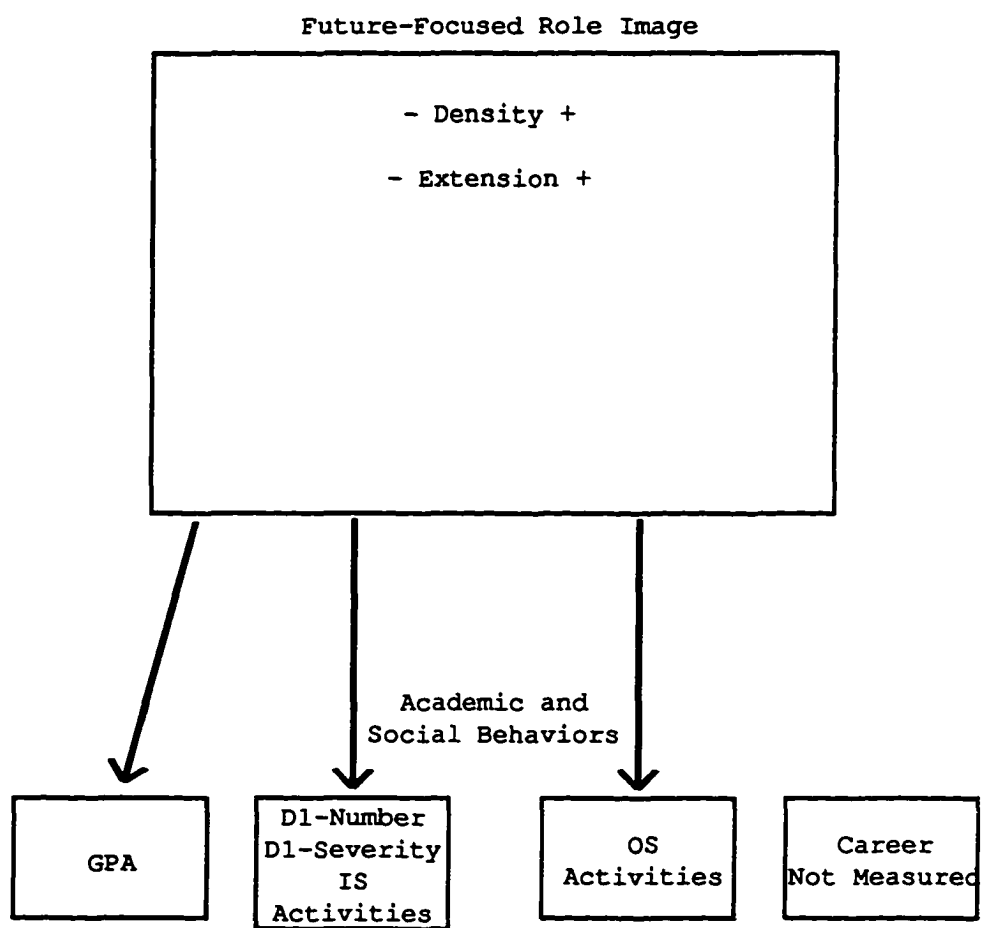 Future-Focused Role Image
- Density +
- Extension +
Academic and
Social Behaviors
GPA
D1-Number
D1-Severity
IS
Activities
OS
Activities
Career
Not Measured